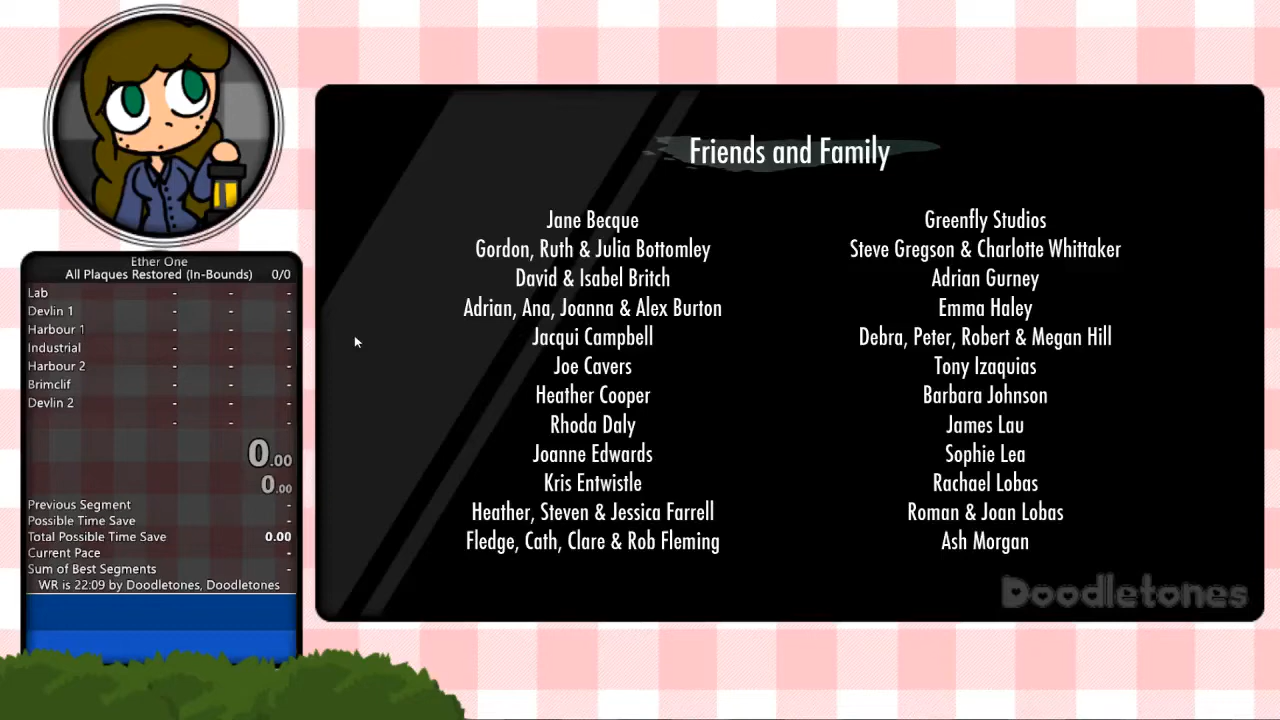 Ether One
All Plaques Restored (In-Bounds) 0/0
Lab - - -
Devlin 1 - - -
Harbour 1 - - -
Industrial - - -
Harbour 2 - - -
Brimclif - - -
Devlin 2 - - -
- - -
0.00
0.00
Previous Segment -
Possible Time Save -
Total Possible Time Save 0.00
Current Pace -
Sum of Best Segments -
WR is 22:09 by Doodletones, Doodletones
Friends and Family
Jane Becque
Gordon, Ruth & Julia Bottomley
David & Isabel Britch
Adrian, Ana, Joanna & Alex Burton
Jacqui Campbell
Joe Cavers
Heather Cooper
Rhoda Daly
Joanne Edwards
Kris Entwistle
Heather, Steven & Jessica Farrell
Fledge, Cath, Clare & Rob Fleming
Greenfly Studios
Steve Gregson & Charlotte Whittaker
Adrian Gurney
Emma Haley
Debra, Peter, Robert & Megan Hill
Tony Izaquias
Barbara Johnson
James Lau
Sophie Lea
Rachael Lobas
Roman & Joan Lobas
Ash Morgan
Doodletones